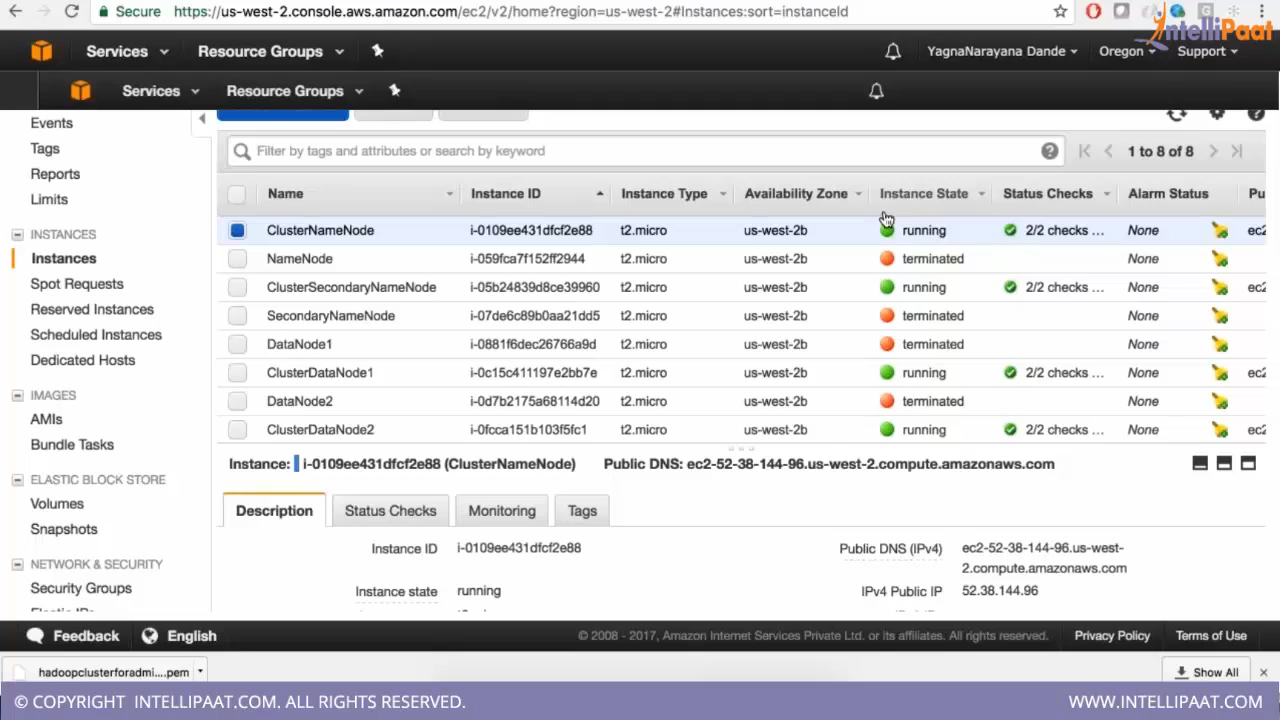 Secure https://us-west-2.console.aws.amazon.com/ec2/v2/home?region=us-west-2#Instances:sort=instanceId
IntelliPaat
Services Resource Groups YagnaNarayana Dande Oregon Support
Services Resource Groups
Events
Tags
Reports
Limits
INSTANCES
Instances
Spot Requests
Reserved Instances
Scheduled Instances
Dedicated Hosts
IMAGES
AMIs
Bundle Tasks
ELASTIC BLOCK STORE
Volumes
Snapshots
NETWORK & SECURITY
Security Groups
Filter by tags and attributes or search by keyword 1 to 8 of 8
Name Instance ID Instance Type Availability Zone Instance State Status Checks Alarm Status Pu
ClusterNameNode i-0109ee431dfcf2e88 t2.micro us-west-2b running 2/2 checks ... None ec2
NameNode i-059fca7f152ff2944 t2.micro us-west-2b terminated None
ClusterSecondaryNameNode i-05b24839d8ce39960 t2.micro us-west-2b running 2/2 checks ... None ec2
SecondaryNameNode i-07de6c89b0aa21dd5 t2.micro us-west-2b terminated None
DataNode1 i-0881f6dec26766a9d t2.micro us-west-2b terminated None
ClusterDataNode1 i-0c15c411197e2bb7e t2.micro us-west-2b running 2/2 checks ... None ec2
DataNode2 i-0d7b2175a68114d20 t2.micro us-west-2b terminated None
ClusterDataNode2 i-0fcca151b103f5fc1 t2.micro us-west-2b running 2/2 checks ... None ec2
Instance: i-0109ee431dfcf2e88 (ClusterNameNode) Public DNS: ec2-52-38-144-96.us-west-2.compute.amazonaws.com
Description Status Checks Monitoring Tags
Instance ID i-0109ee431dfcf2e88 Public DNS (IPv4) ec2-52-38-144-96.us-west-
2.compute.amazonaws.com
Instance state running IPv4 Public IP 52.38.144.96
Feedback English © 2008 - 2017, Amazon Internet Services Private Ltd. or its affiliates. All rights reserved. Privacy Policy Terms of Use
hadoopclusterforadmi....pem Show All
© COPYRIGHT INTELLIPAAT.COM. ALL RIGHTS RESERVED. WWW.INTELLIPAAT.COM